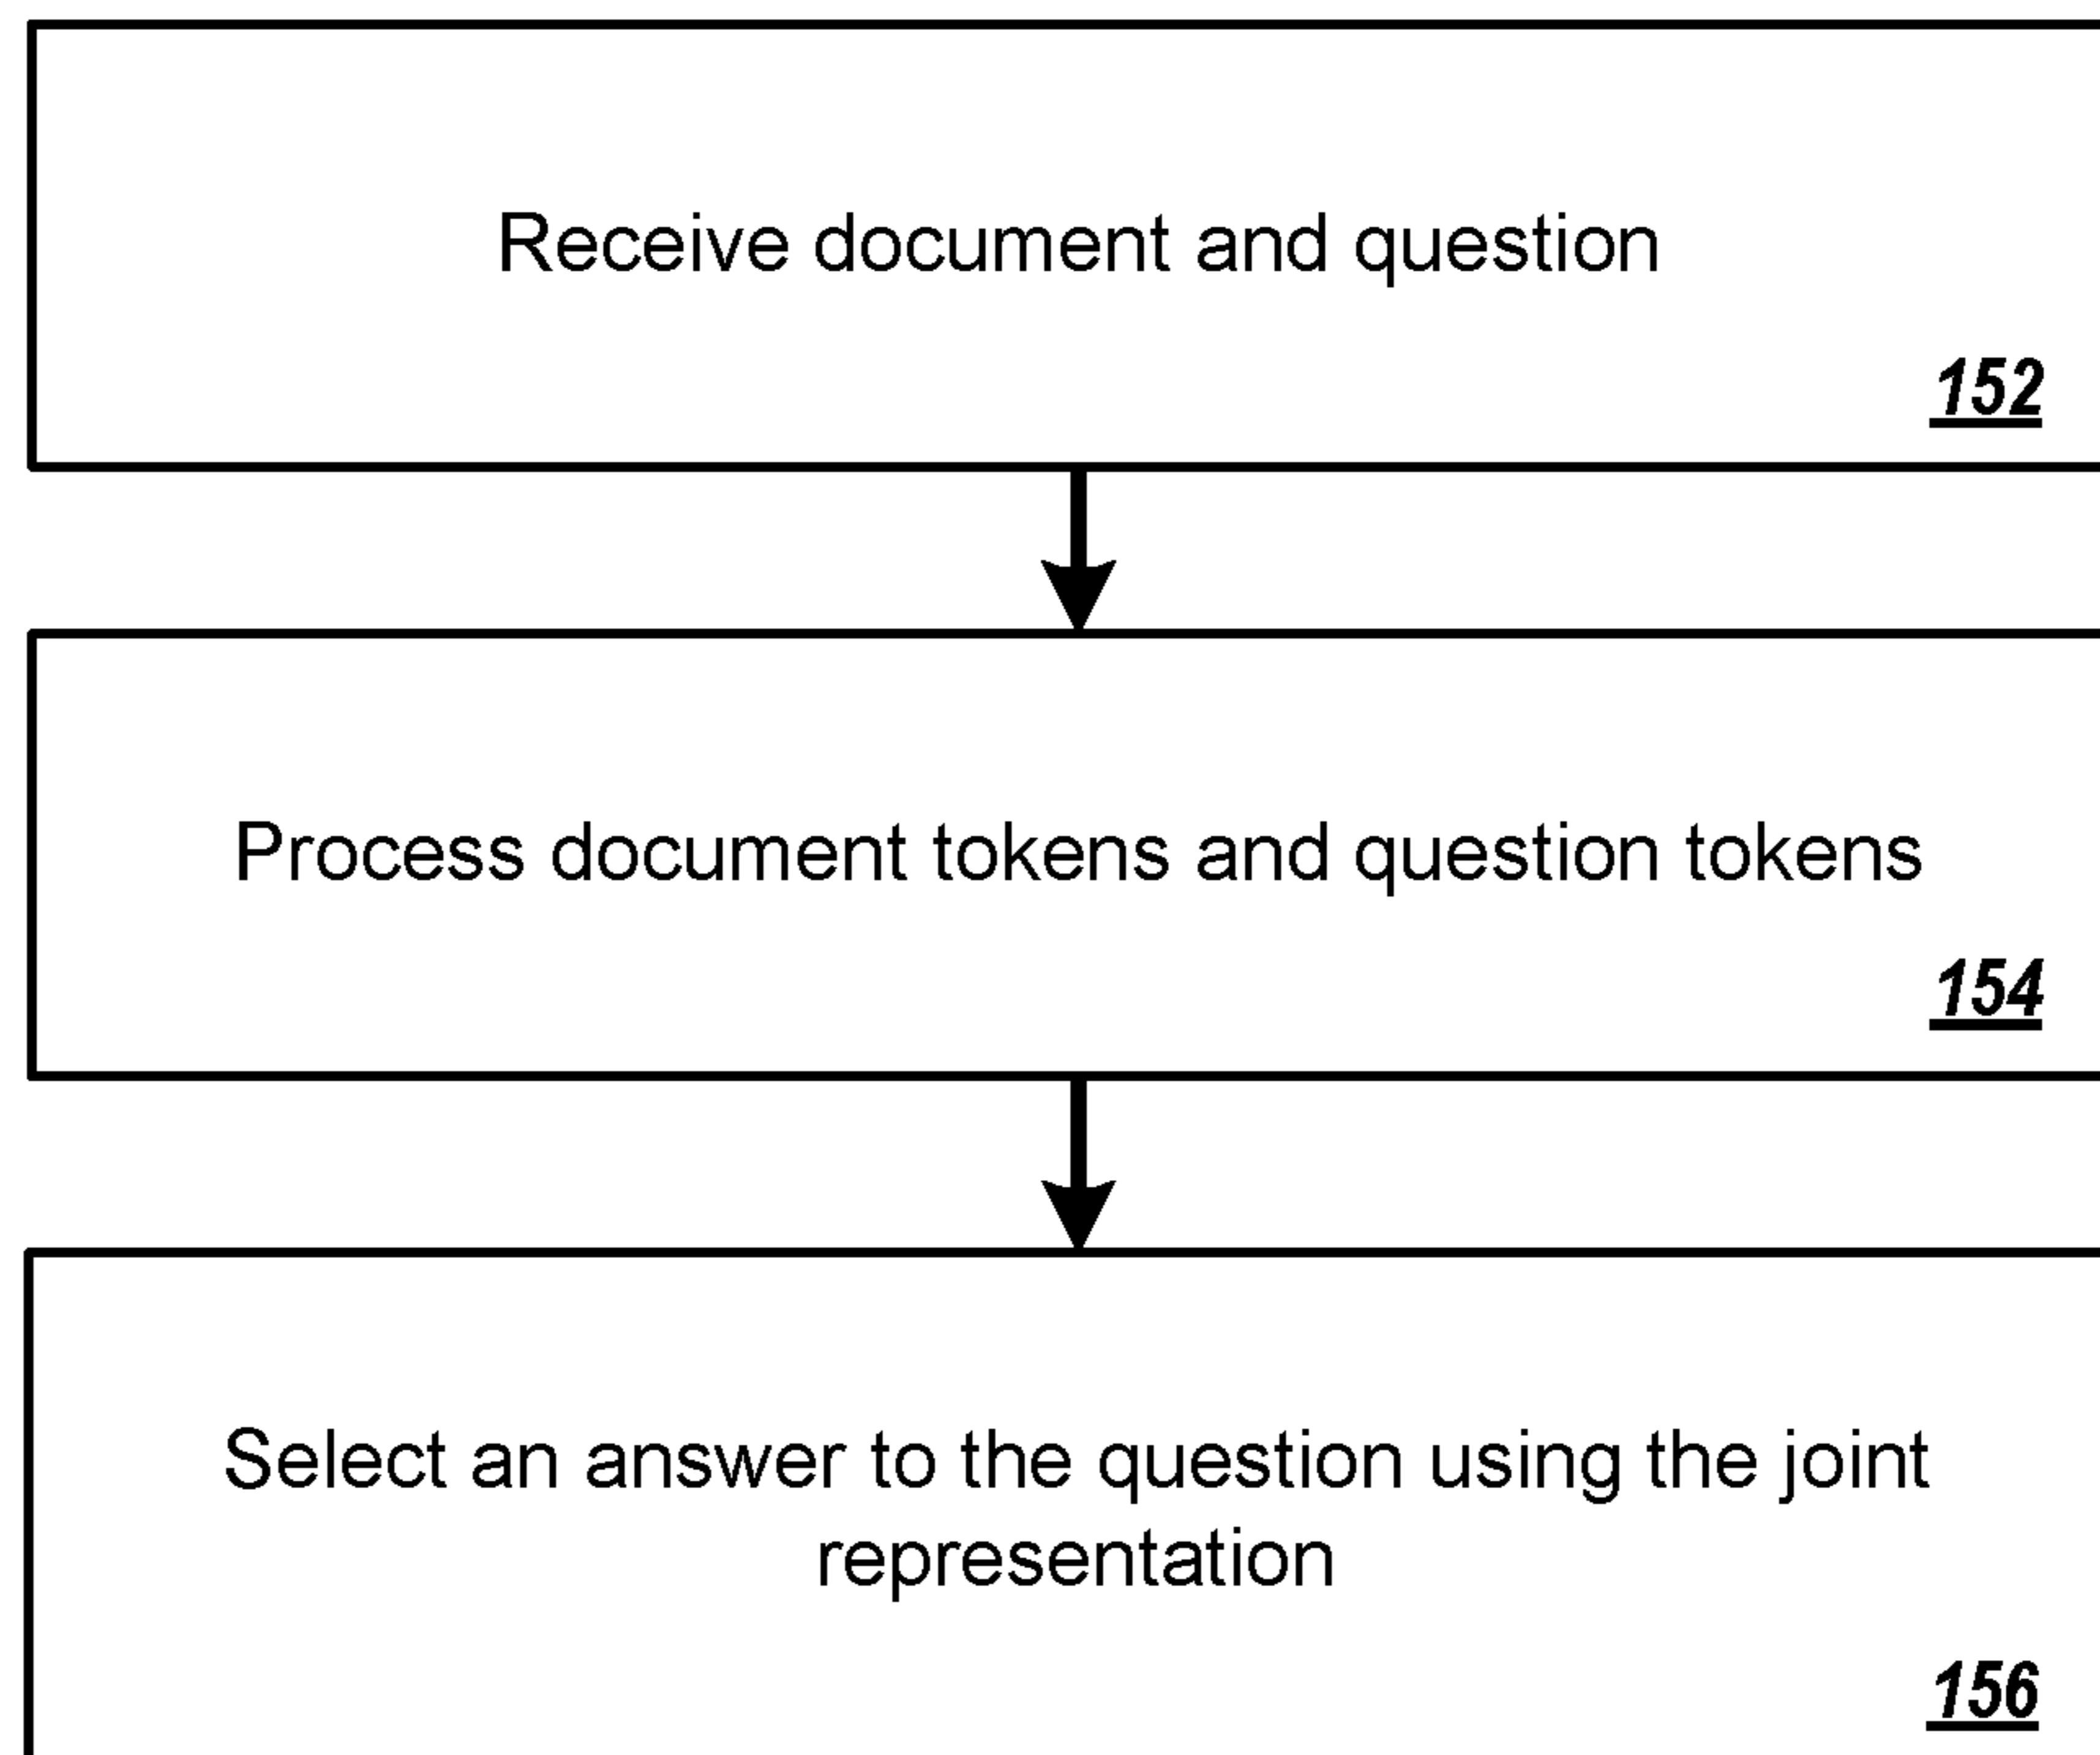 Receive document and question
152
Process document tokens and question tokens
154
Select an answer to the question using the joint
representation
156